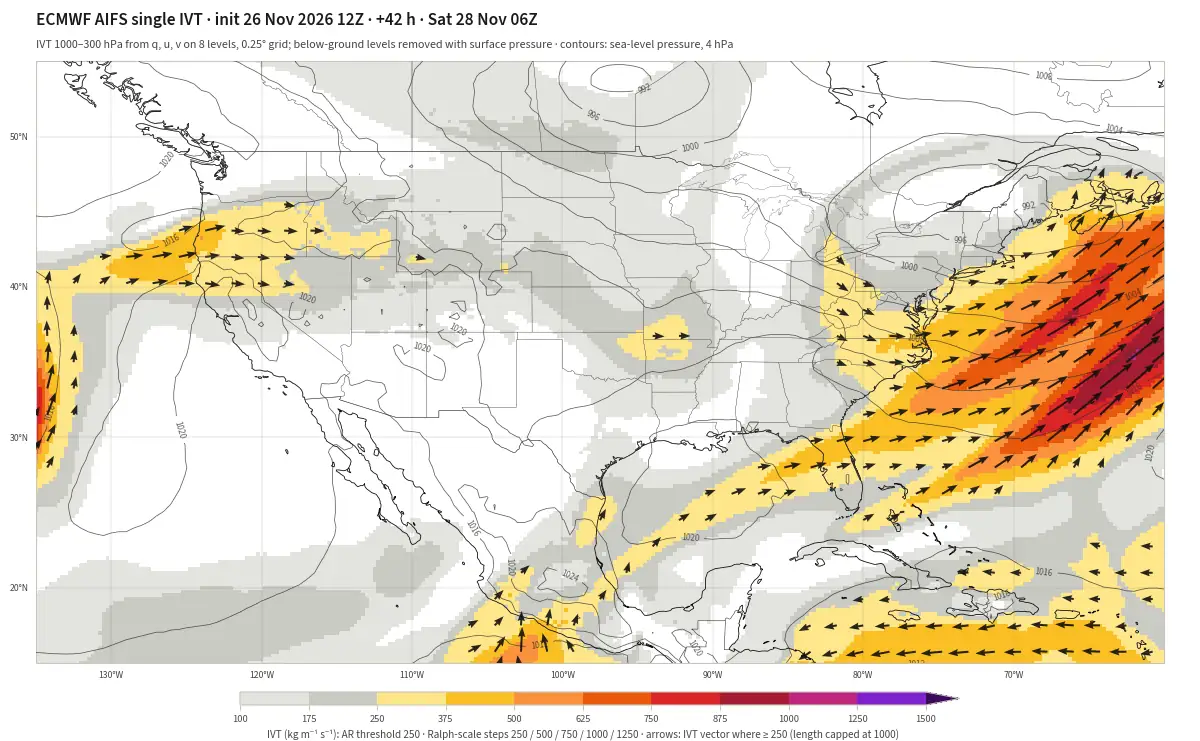 ECMWF AIFS single IVT · init 26 Nov 2026 12Z · +42 h · Sat 28 Nov 06Z
IVT 1000–300 hPa from q, u, v on 8 levels, 0.25° grid; below-ground levels removed with surface pressure · contours: sea-level pressure, 4 hPa
1008
992
996
1004
50°N
1000
1020
992
1016
996
1000
40°N
1020
1004
1020
1020
1020
30°N
1020
1016
1020
1020
1024
1016
20°N
1020
1012
130°W 120°W 110°W 100°W 90°W 80°W 70°W
100 175 250 375 500 625 750 875 1000 1250 1500
IVT (kg m⁻¹ s⁻¹): AR threshold 250 · Ralph-scale steps 250 / 500 / 750 / 1000 / 1250 · arrows: IVT vector where ≥ 250 (length capped at 1000)